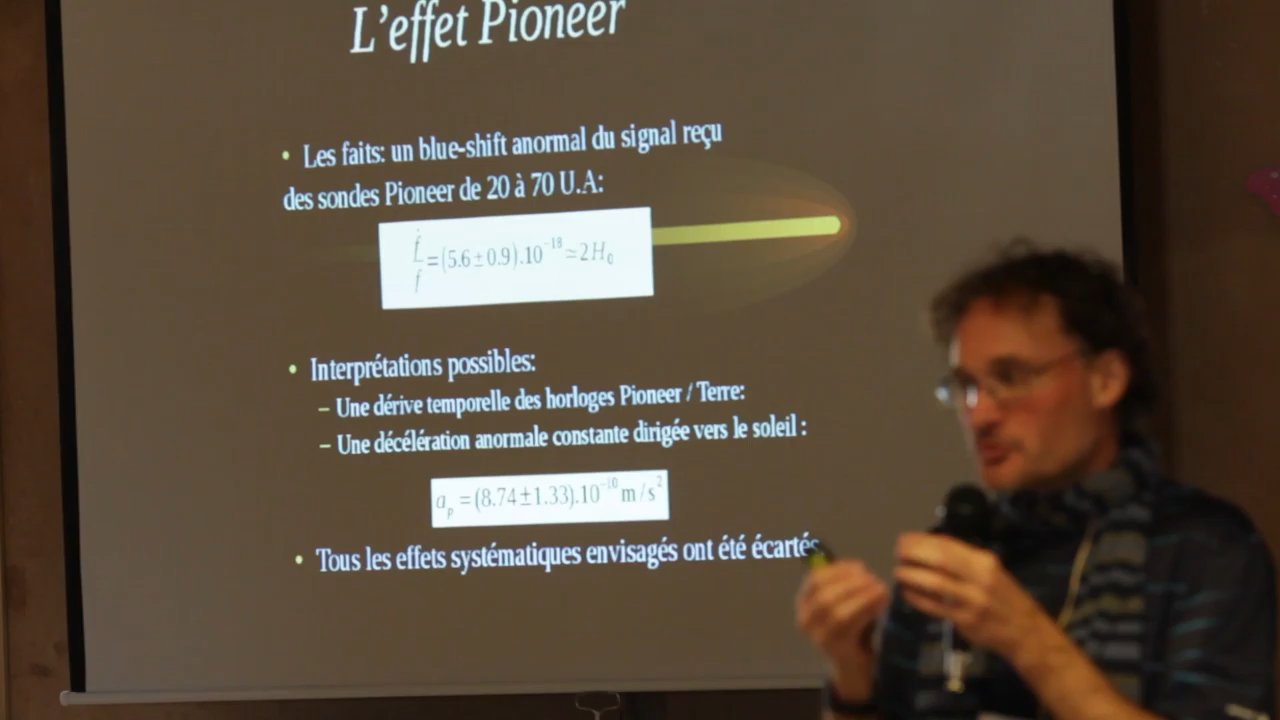 L'effet Pioneer
• Les faits: un blue-shift anormal du signal reçu
des sondes Pioneer de 20 à 70 U.A:
ḟ/f=(5.6±0.9).10⁻¹⁸≃2H₀
• Interprétations possibles:
– Une dérive temporelle des horloges Pioneer / Terre:
– Une décélération anormale constante dirigée vers le soleil :
aₚ=(8.74±1.33).10⁻¹⁰m/s²
• Tous les effets systématiques envisagés ont été écartés